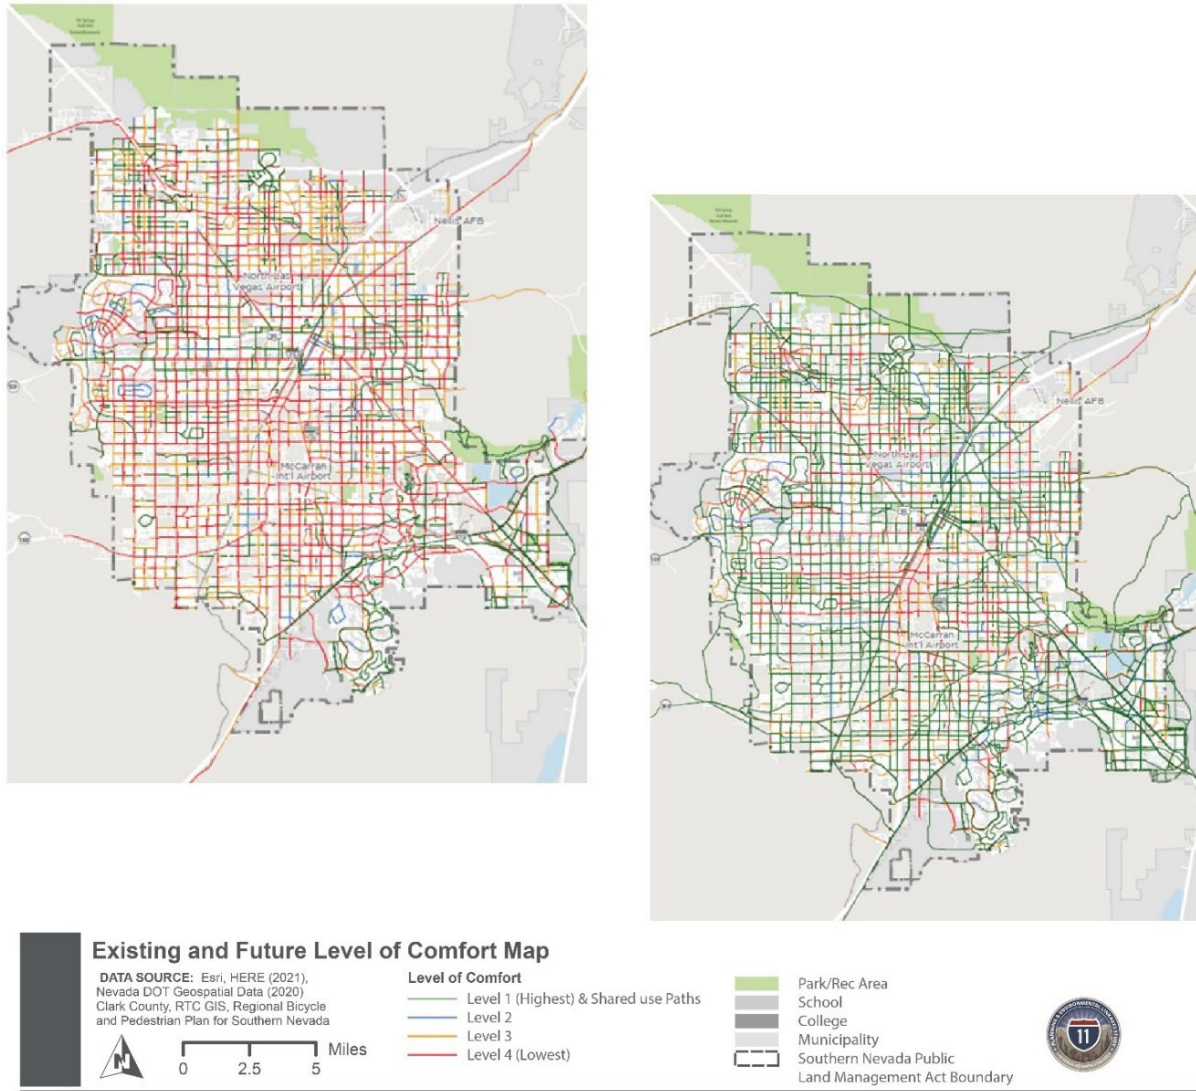 Nellis AFB
North Las
Vegas Airport
McCarran
Int'l Airport
Nellis AFB
North Las
Vegas Airport
McCarran
Int'l Airport
Existing and Future Level of Comfort Map
DATA SOURCE: Esri, HERE (2021),
Nevada DOT Geospatial Data (2020)
Clark County, RTC GIS, Regional Bicycle
and Pedestrian Plan for Southern Nevada
N
0 2.5 5 Miles
Level of Comfort
Level 1 (Highest) & Shared use Paths
Level 2
Level 3
Level 4 (Lowest)
Park/Rec Area
School
College
Municipality
Southern Nevada Public
Land Management Act Boundary
11